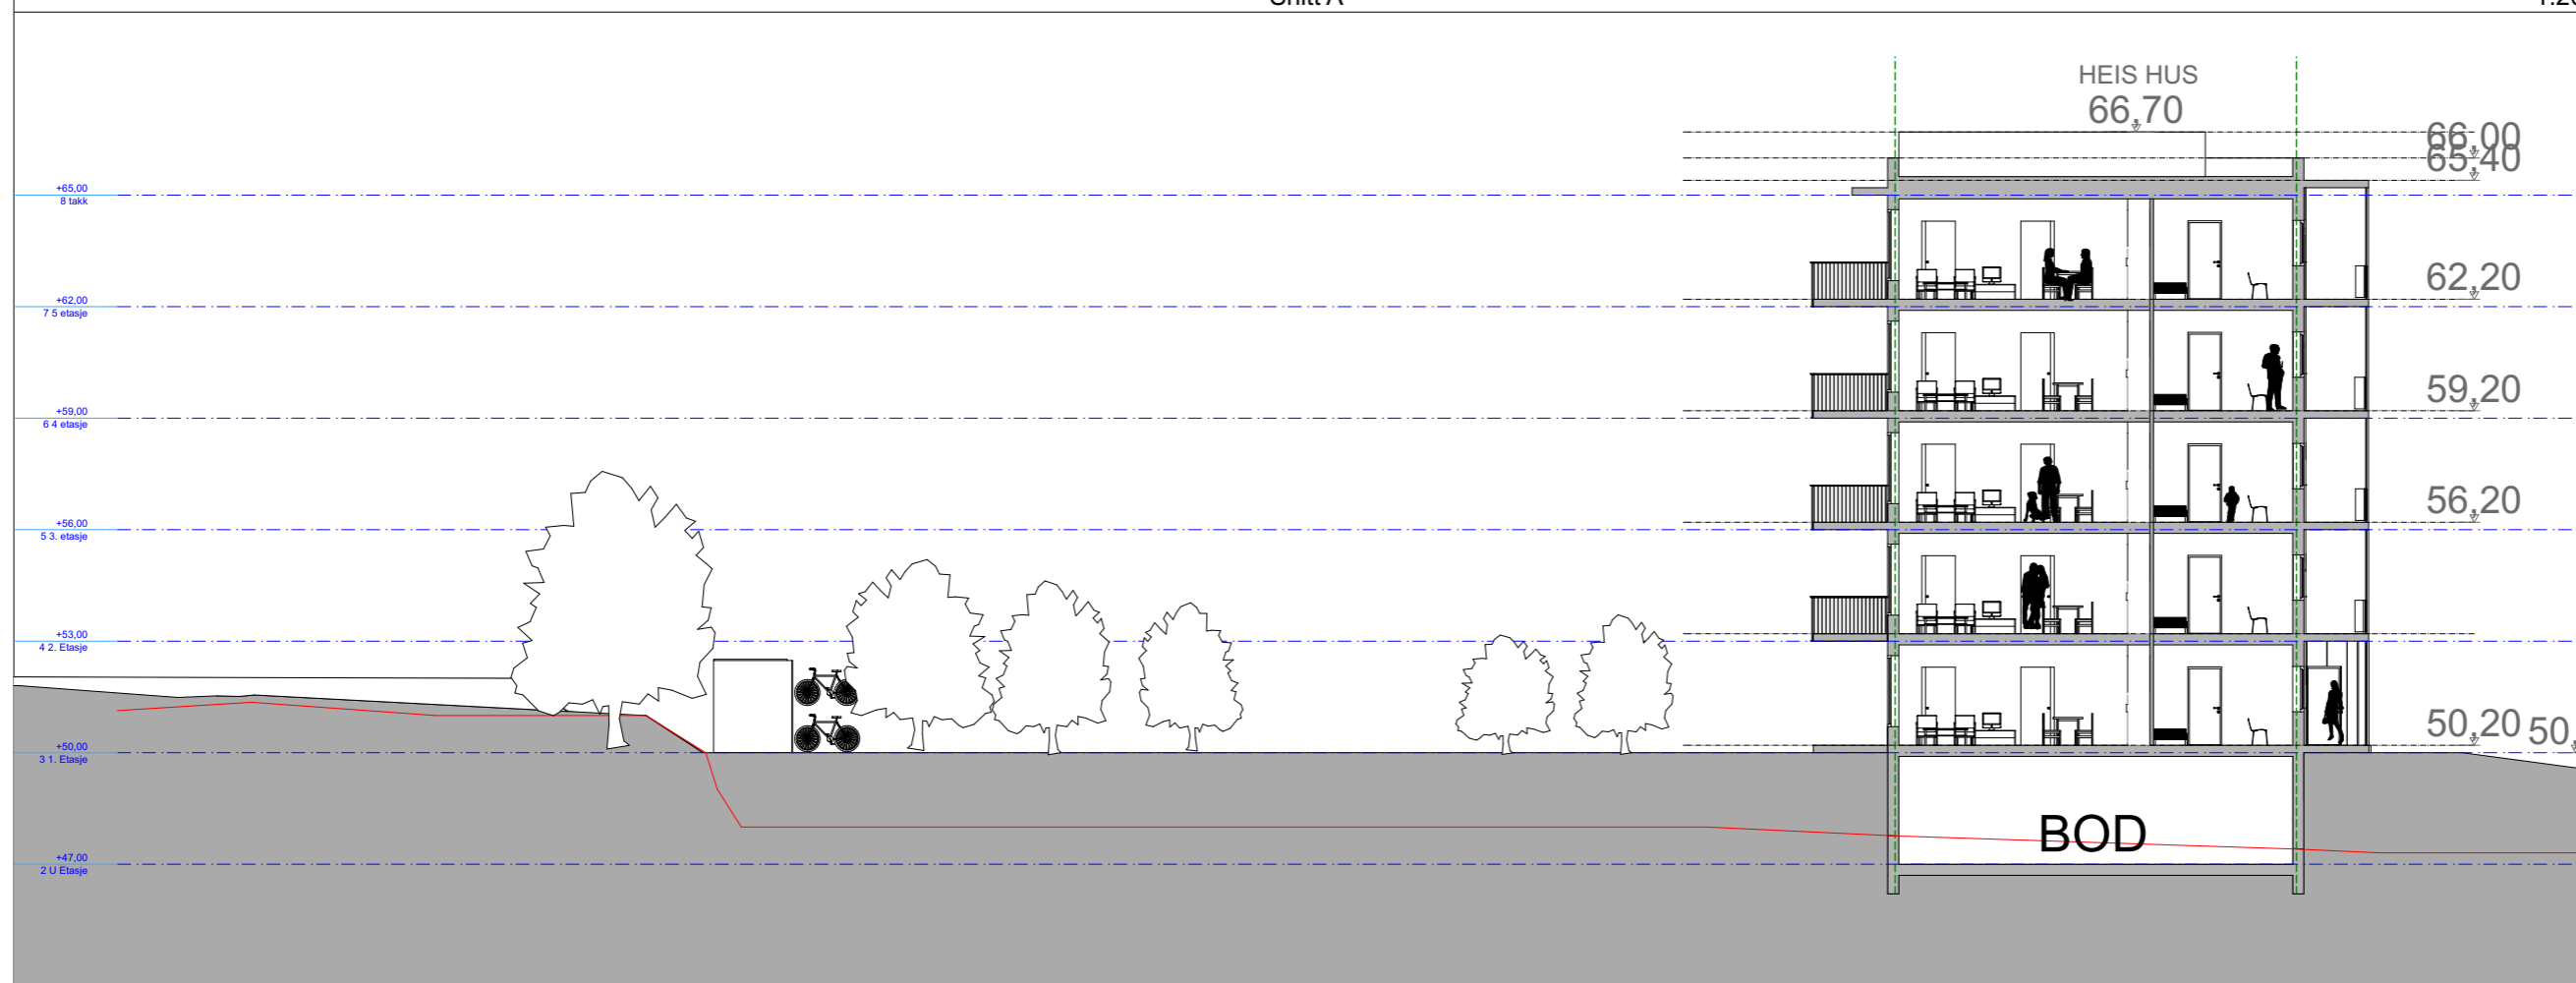 Snitt A
HEIS HUS
66,70
66,00
65,40
+65,00
8 takk
62,20
+62,00
7 5 etasje
59,20
+59,00
6 4 etasje
56,20
+56,00
5 3. etasje
+53,00
4 2. Etasje
50,20
+50,00
3 1. Etasje
BOD
+47,00
2 U Etasje